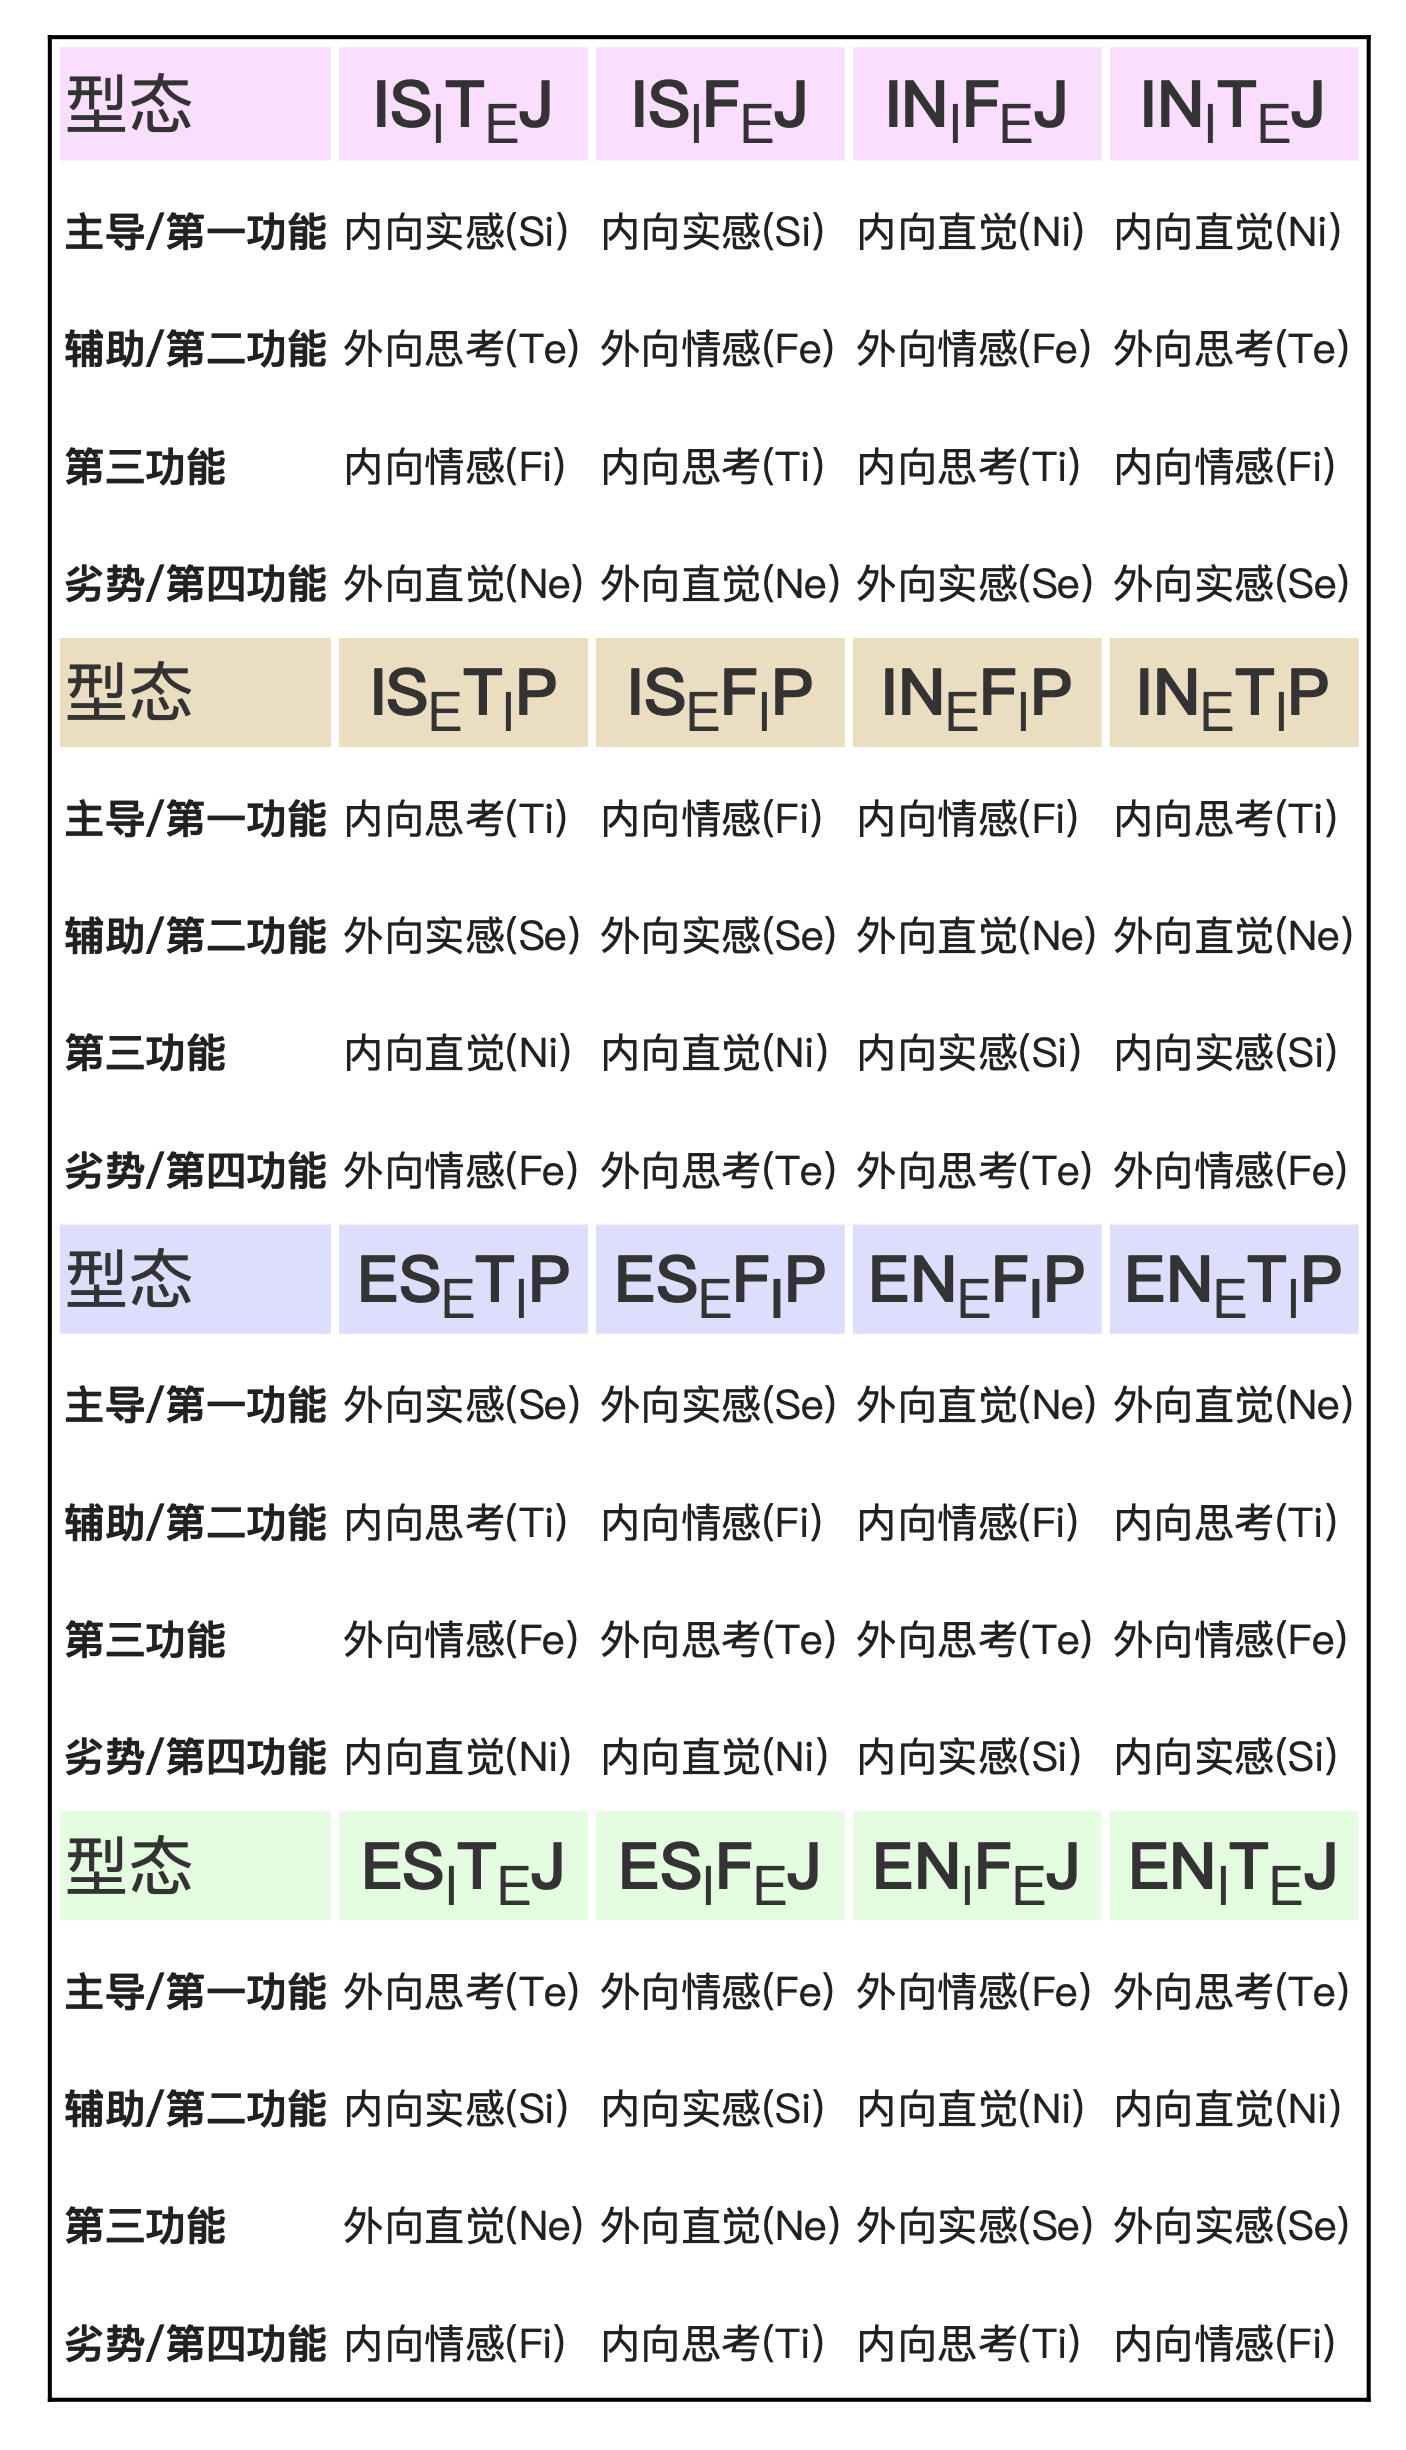 型态 ISITEJ ISIFEJ INIFEJ INITEJ
主导/第一功能 内向实感(Si) 内向实感(Si) 内向直觉(Ni) 内向直觉(Ni)
辅助/第二功能 外向思考(Te) 外向情感(Fe) 外向情感(Fe) 外向思考(Te)
第三功能 内向情感(Fi) 内向思考(Ti) 内向思考(Ti) 内向情感(Fi)
劣势/第四功能 外向直觉(Ne) 外向直觉(Ne) 外向实感(Se) 外向实感(Se)
型态 ISETIP ISEFIP INEFIP INETIP
主导/第一功能 内向思考(Ti) 内向情感(Fi) 内向情感(Fi) 内向思考(Ti)
辅助/第二功能 外向实感(Se) 外向实感(Se) 外向直觉(Ne) 外向直觉(Ne)
第三功能 内向直觉(Ni) 内向直觉(Ni) 内向实感(Si) 内向实感(Si)
劣势/第四功能 外向情感(Fe) 外向思考(Te) 外向思考(Te) 外向情感(Fe)
型态 ESETIP ESEFIP ENEFIP ENETIP
主导/第一功能 外向实感(Se) 外向实感(Se) 外向直觉(Ne) 外向直觉(Ne)
辅助/第二功能 内向思考(Ti) 内向情感(Fi) 内向情感(Fi) 内向思考(Ti)
第三功能 外向情感(Fe) 外向思考(Te) 外向思考(Te) 外向情感(Fe)
劣势/第四功能 内向直觉(Ni) 内向直觉(Ni) 内向实感(Si) 内向实感(Si)
型态 ESITEJ ESIFEJ ENIFEJ ENITEJ
主导/第一功能 外向思考(Te) 外向情感(Fe) 外向情感(Fe) 外向思考(Te)
辅助/第二功能 内向实感(Si) 内向实感(Si) 内向直觉(Ni) 内向直觉(Ni)
第三功能 外向直觉(Ne) 外向直觉(Ne) 外向实感(Se) 外向实感(Se)
劣势/第四功能 内向情感(Fi) 内向思考(Ti) 内向思考(Ti) 内向情感(Fi)